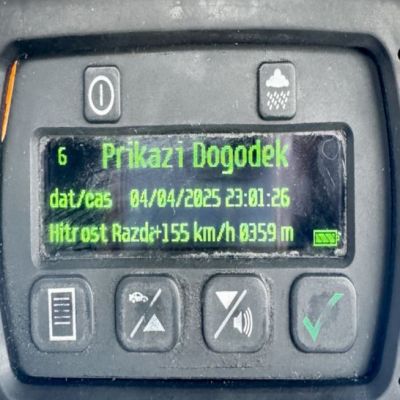 6 Prikazi Dogodek
dat/cas 04/04/2025 23:01:26
Hitrost Razda+155 km/h 0359 m